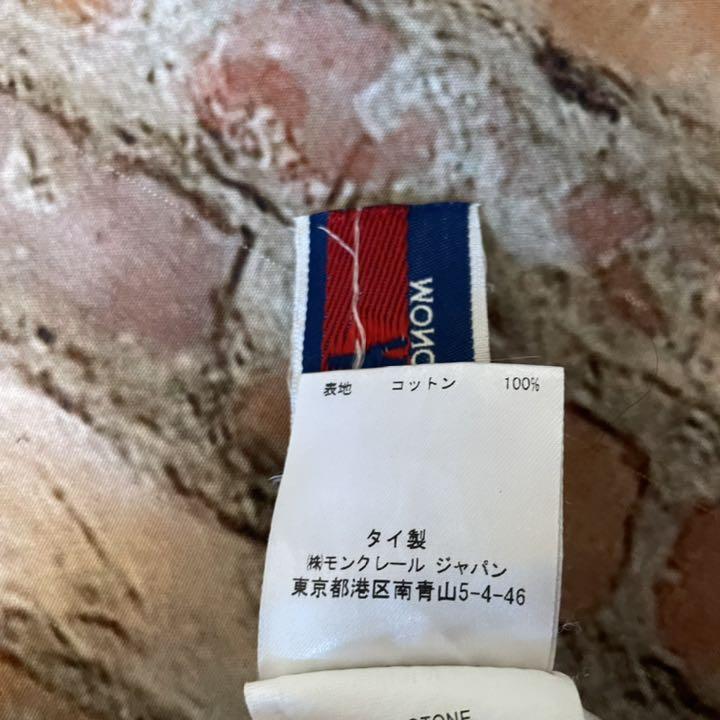 表地 コットン 100%
タイ製
㈱モンクレール ジャパン
東京都港区南青山5-4-46